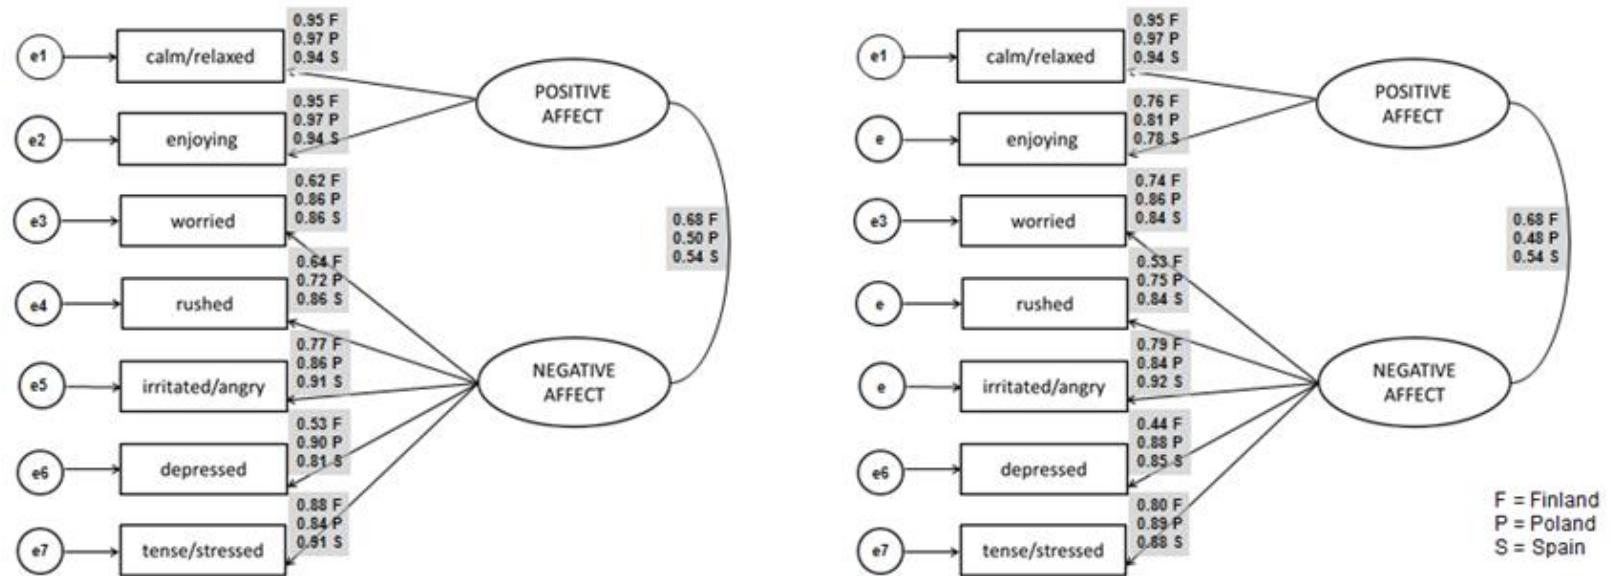 0.95 F
0.97 P
0.94 S
e1
calm/relaxed
0.95 F
0.97 P
0.94 S
e2
enjoying
POSITIVE
AFFECT
0.62 F
0.86 P
0.86 S
e3
worried
0.68 F
0.50 P
0.54 S
0.64 F
0.72 P
0.86 S
e4
rushed
0.77 F
0.86 P
0.91 S
e5
irritated/angry
NEGATIVE
AFFECT
0.53 F
0.90 P
0.81 S
e6
depressed
0.88 F
0.84 P
0.91 S
e7
tense/stressed
0.95 F
0.97 P
0.94 S
e1
calm/relaxed
0.76 F
0.81 P
0.78 S
e
enjoying
POSITIVE
AFFECT
0.74 F
0.86 P
0.84 S
e3
worried
0.68 F
0.48 P
0.54 S
0.53 F
0.75 P
0.84 S
e
rushed
0.79 F
0.84 P
0.92 S
e
irritated/angry
NEGATIVE
AFFECT
0.44 F
0.88 P
0.85 S
e6
depressed
0.80 F
0.89 P
0.88 S
e7
tense/stressed
F = Finland
P = Poland
S = Spain